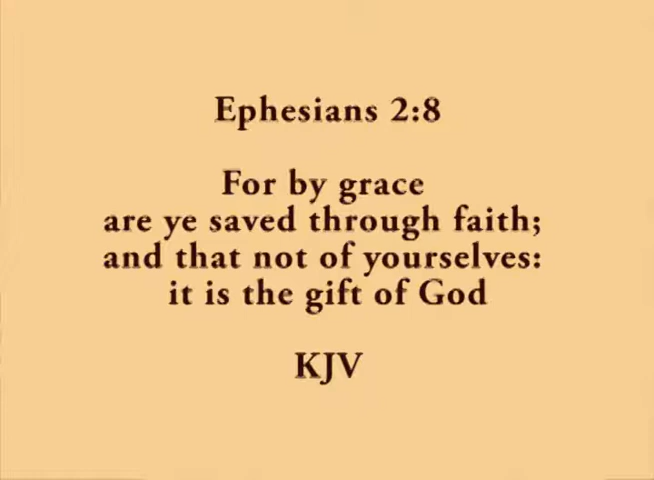 Ephesians 2:8
For by grace
are ye saved through faith;
and that not of yourselves:
it is the gift of God
KJV